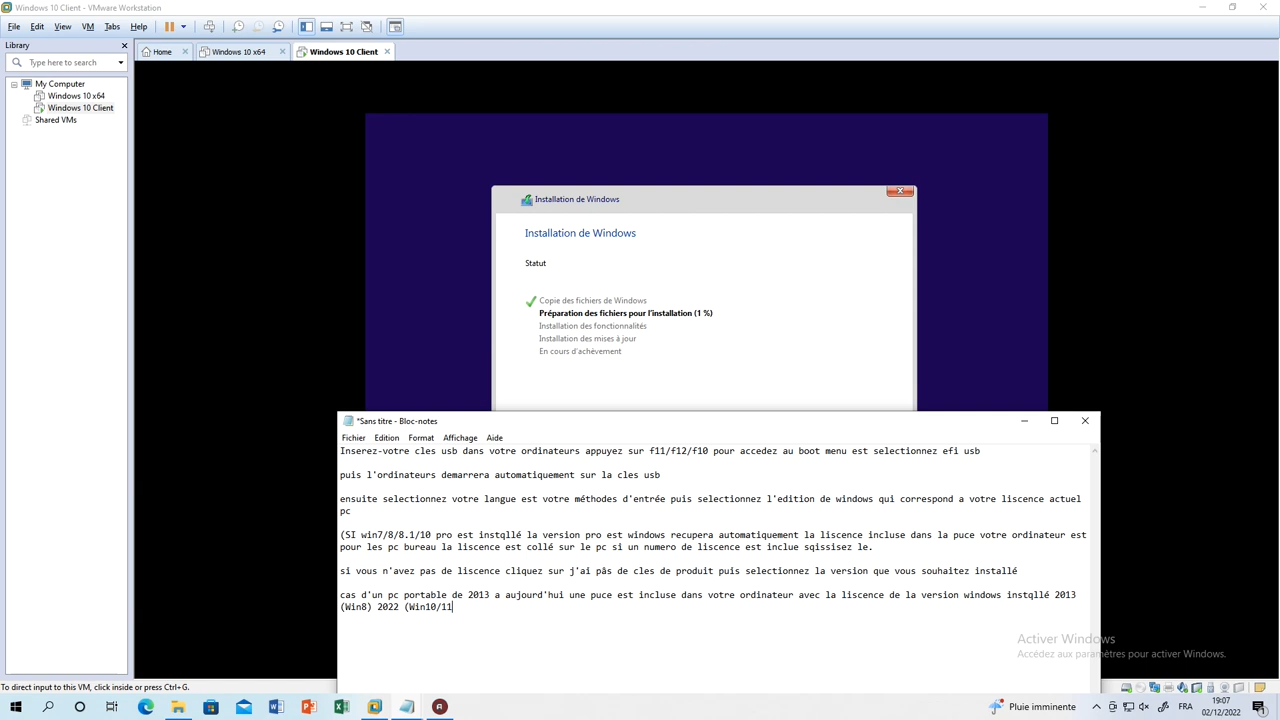 Windows 10 Client - VMware Workstation
File Edit View VM Tabs Help
Library
Home Windows 10 x64 Windows 10 Client
Type here to search
My Computer
Windows 10 x64
Windows 10 Client
Shared VMs
Installation de Windows
Installation de Windows
Statut
Copie des fichiers de Windows
Préparation des fichiers pour l'installation (1 %)
Installation des fonctionnalités
Installation des mises à jour
En cours d'achèvement
*Sans titre - Bloc-notes
Fichier Edition Format Affichage Aide
Inserez-votre cles usb dans votre ordinateurs appuyez sur f11/f12/f10 pour accedez au boot menu est selectionnez efi usb
puis l'ordinateurs demarrera automatiquement sur la cles usb
ensuite selectionnez votre langue est votre méthodes d'entrée puis selectionnez l'edition de windows qui correspond a votre liscence actuel
pc
(SI win7/8/8.1/10 pro est instqllé la version pro est windows recupera automatiquement la liscence incluse dans la puce votre ordinateur est
pour les pc bureau la liscence est collé sur le pc si un numero de liscence est inclue sqissisez le.
si vous n'avez pas de liscence cliquez sur j'ai pâs de cles de produit puis selectionnez la version que vous souhaitez installé
cas d'un pc portable de 2013 a aujourd'hui une puce est incluse dans votre ordinateur avec la liscence de la version windows instqllé 2013
(Win8) 2022 (Win10/11
Activer Windows
Accédez aux paramètres pour activer Windows.
To direct input to this VM, click inside or press Ctrl+G.
Pluie imminente
FRA
19:07
02/12/2022